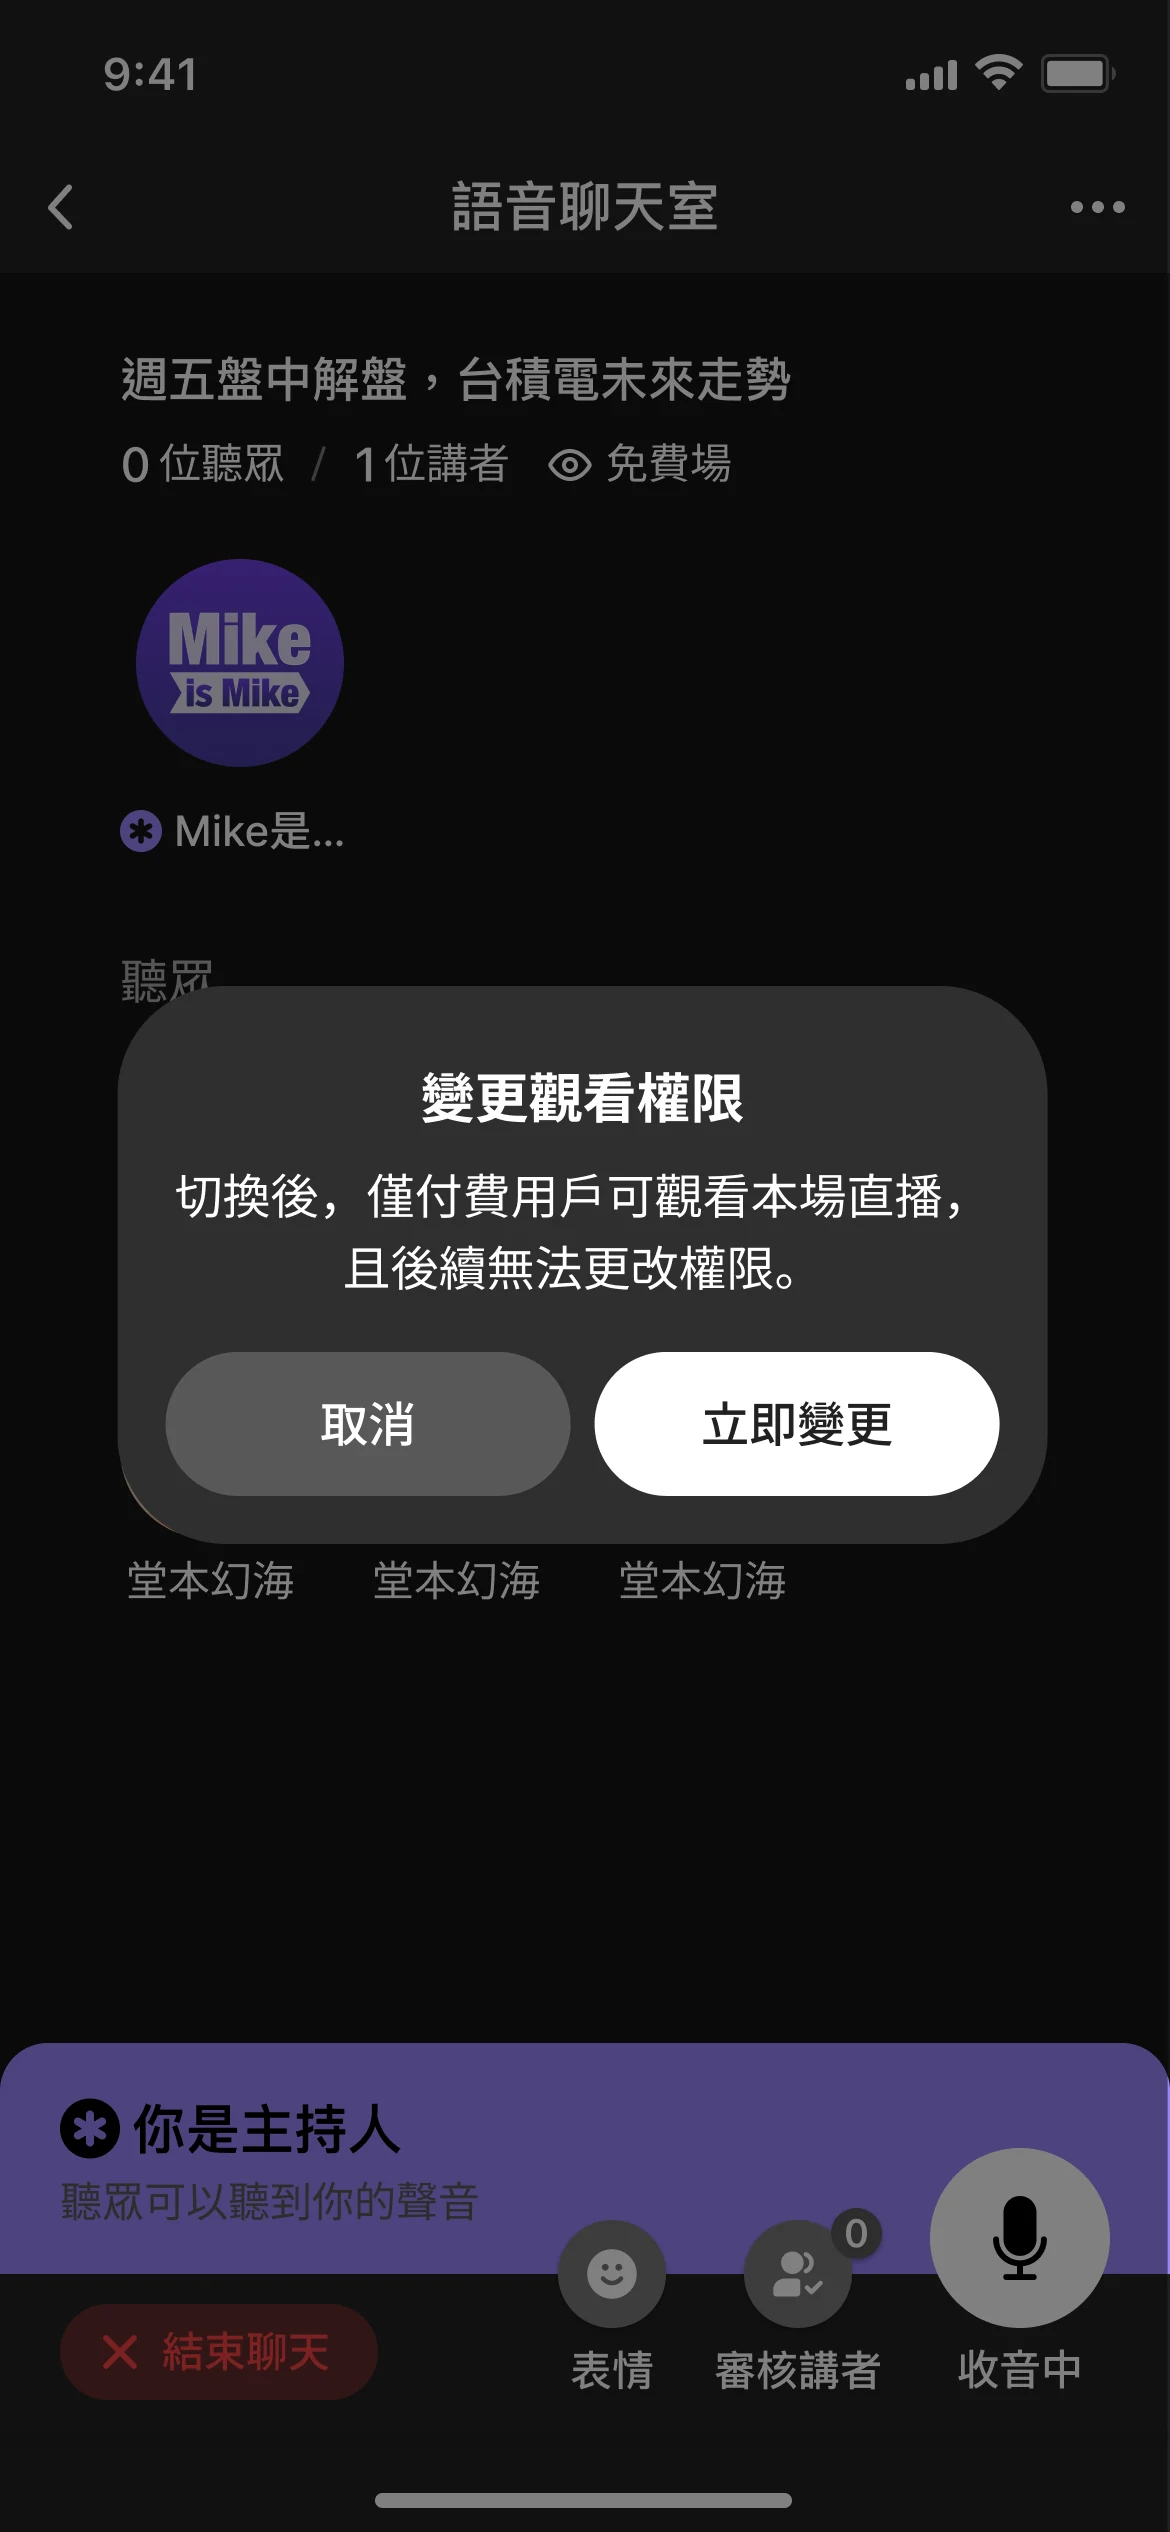 9:41
語音聊天室
週五盤中解盤，台積電未來走勢
0 位聽眾 / 1 位講者 免費場
Mike
is Mike
Mike是...
聽眾
變更觀看權限
切換後，僅付費用戶可觀看本場直播，
且後續無法更改權限。
取消 立即變更
堂本幻海 堂本幻海 堂本幻海
你是主持人
聽眾可以聽到你的聲音
0
結束聊天
表情 審核講者 收音中